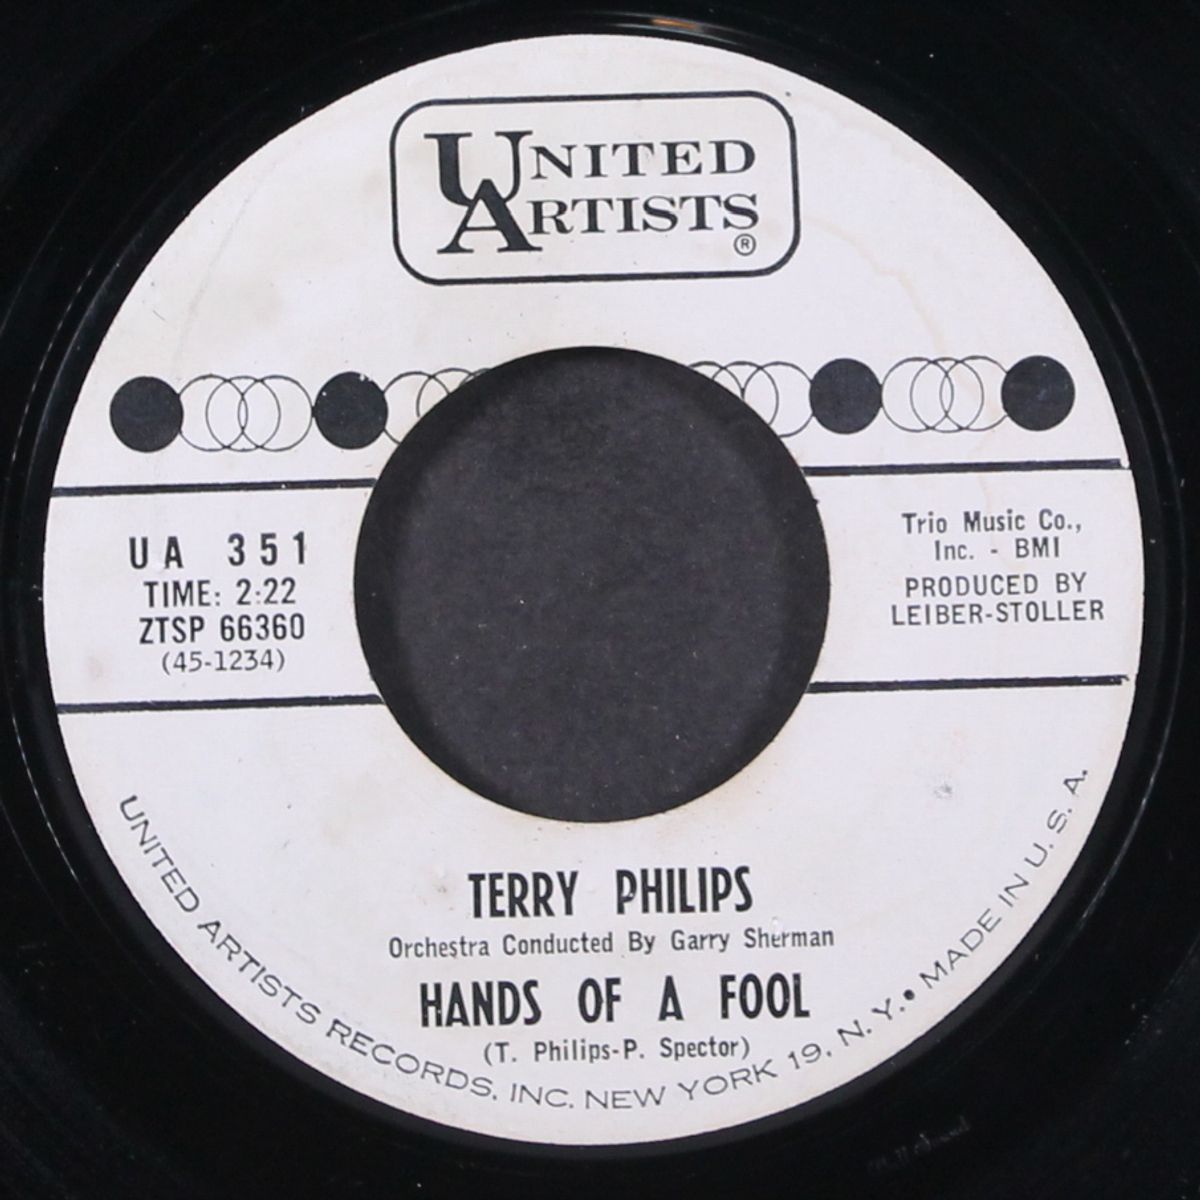 UNITED
ARTISTS
®
UA 351
TIME: 2:22
ZTSP 66360
(45-1234)
Trio Music Co.,
Inc. - BMI
PRODUCED BY
LEIBER-STOLLER
TERRY PHILIPS
Orchestra Conducted By Garry Sherman
HANDS OF A FOOL
(T. Philips-P. Spector)
UNITED ARTISTS RECORDS, INC. NEW YORK 19, N. Y. • MADE IN U. S. A.